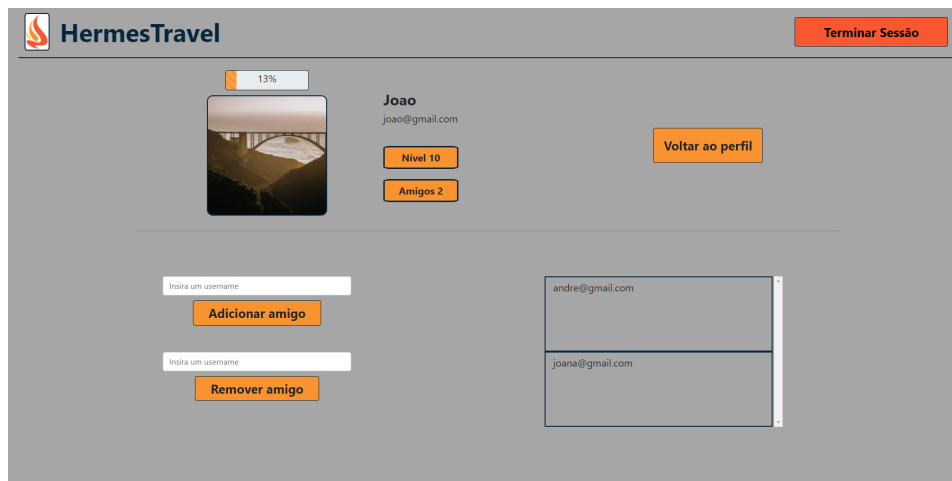 HermesTravel
Terminar Sessão
13%
Joao
joao@gmail.com
Nível 10
Amigos 2
Voltar ao perfil
Insira um username
Adicionar amigo
Insira um username
Remover amigo
andre@gmail.com
joana@gmail.com